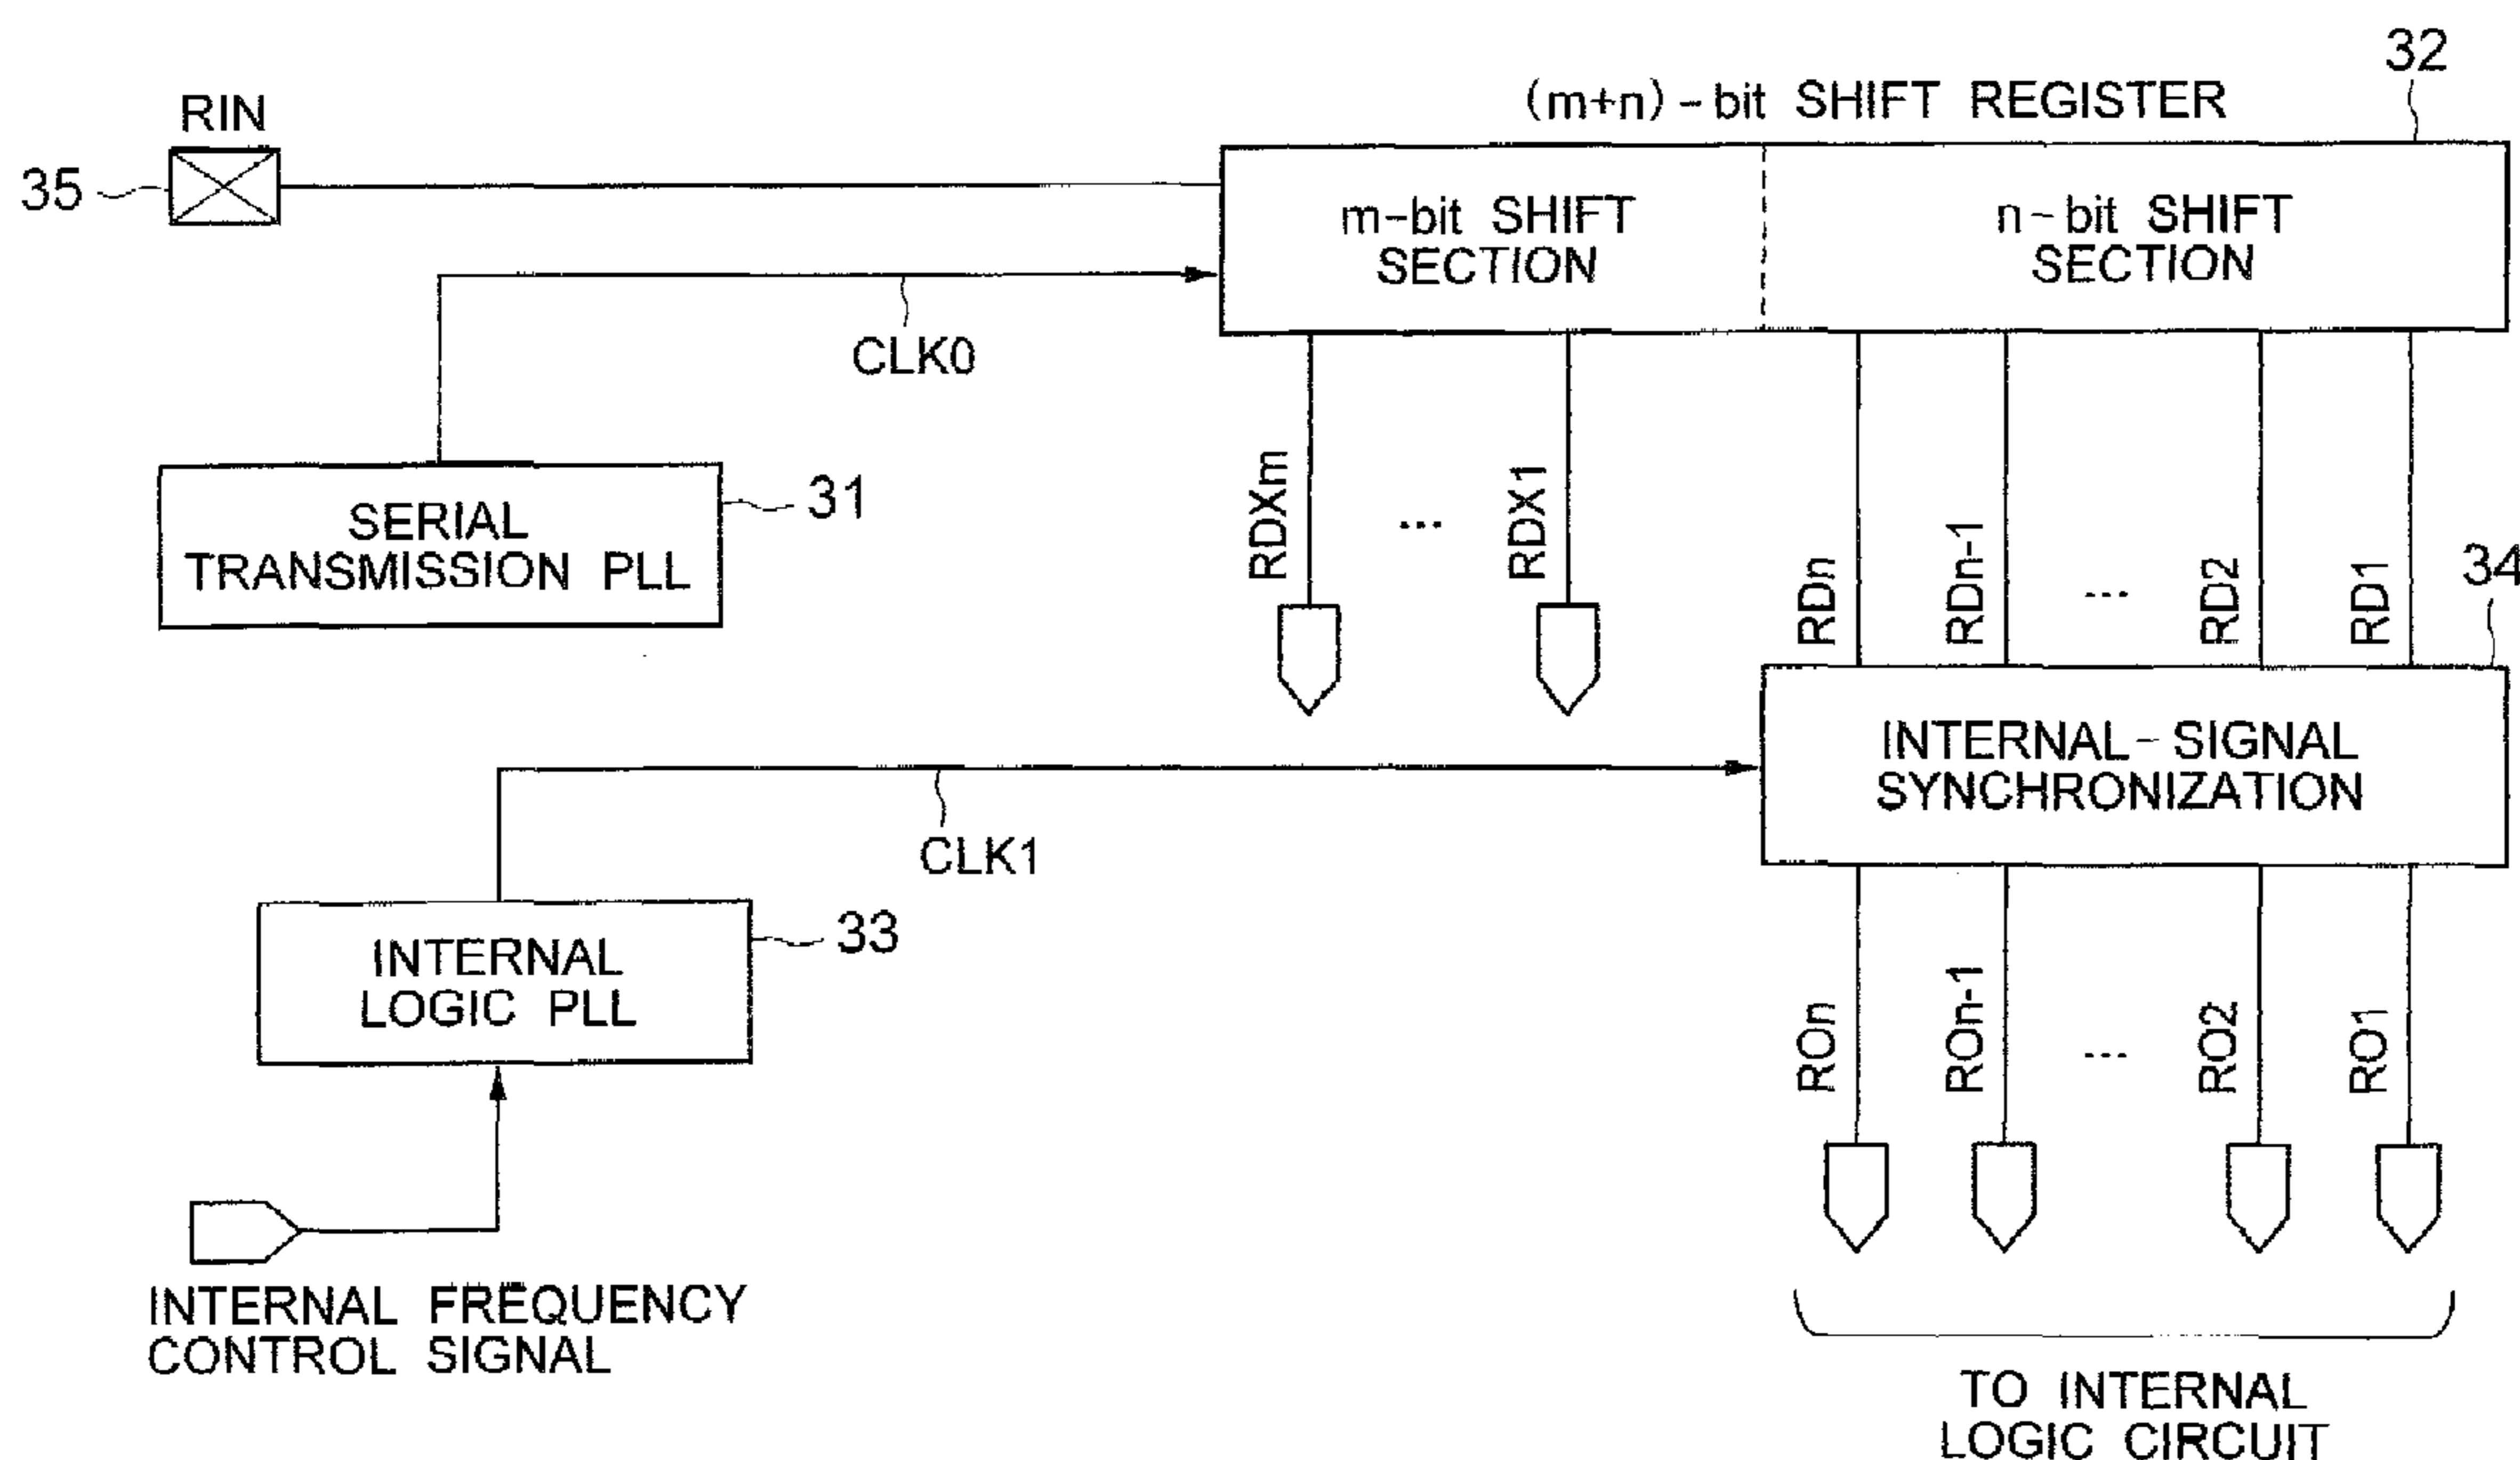 32
(m+n)-bit SHIFT REGISTER
RIN
35
m-bit SHIFT
SECTION
n-bit SHIFT
SECTION
CLK0
SERIAL
TRANSMISSION PLL
31
RDXm
...
RDX1
RDn
RDn-1
...
RD2
RD1
34
INTERNAL-SIGNAL
SYNCHRONIZATION
CLK1
INTERNAL
LOGIC PLL
33
ROn
ROn-1
...
RO2
RO1
INTERNAL FREQUENCY
CONTROL SIGNAL
TO INTERNAL
LOGIC CIRCUIT